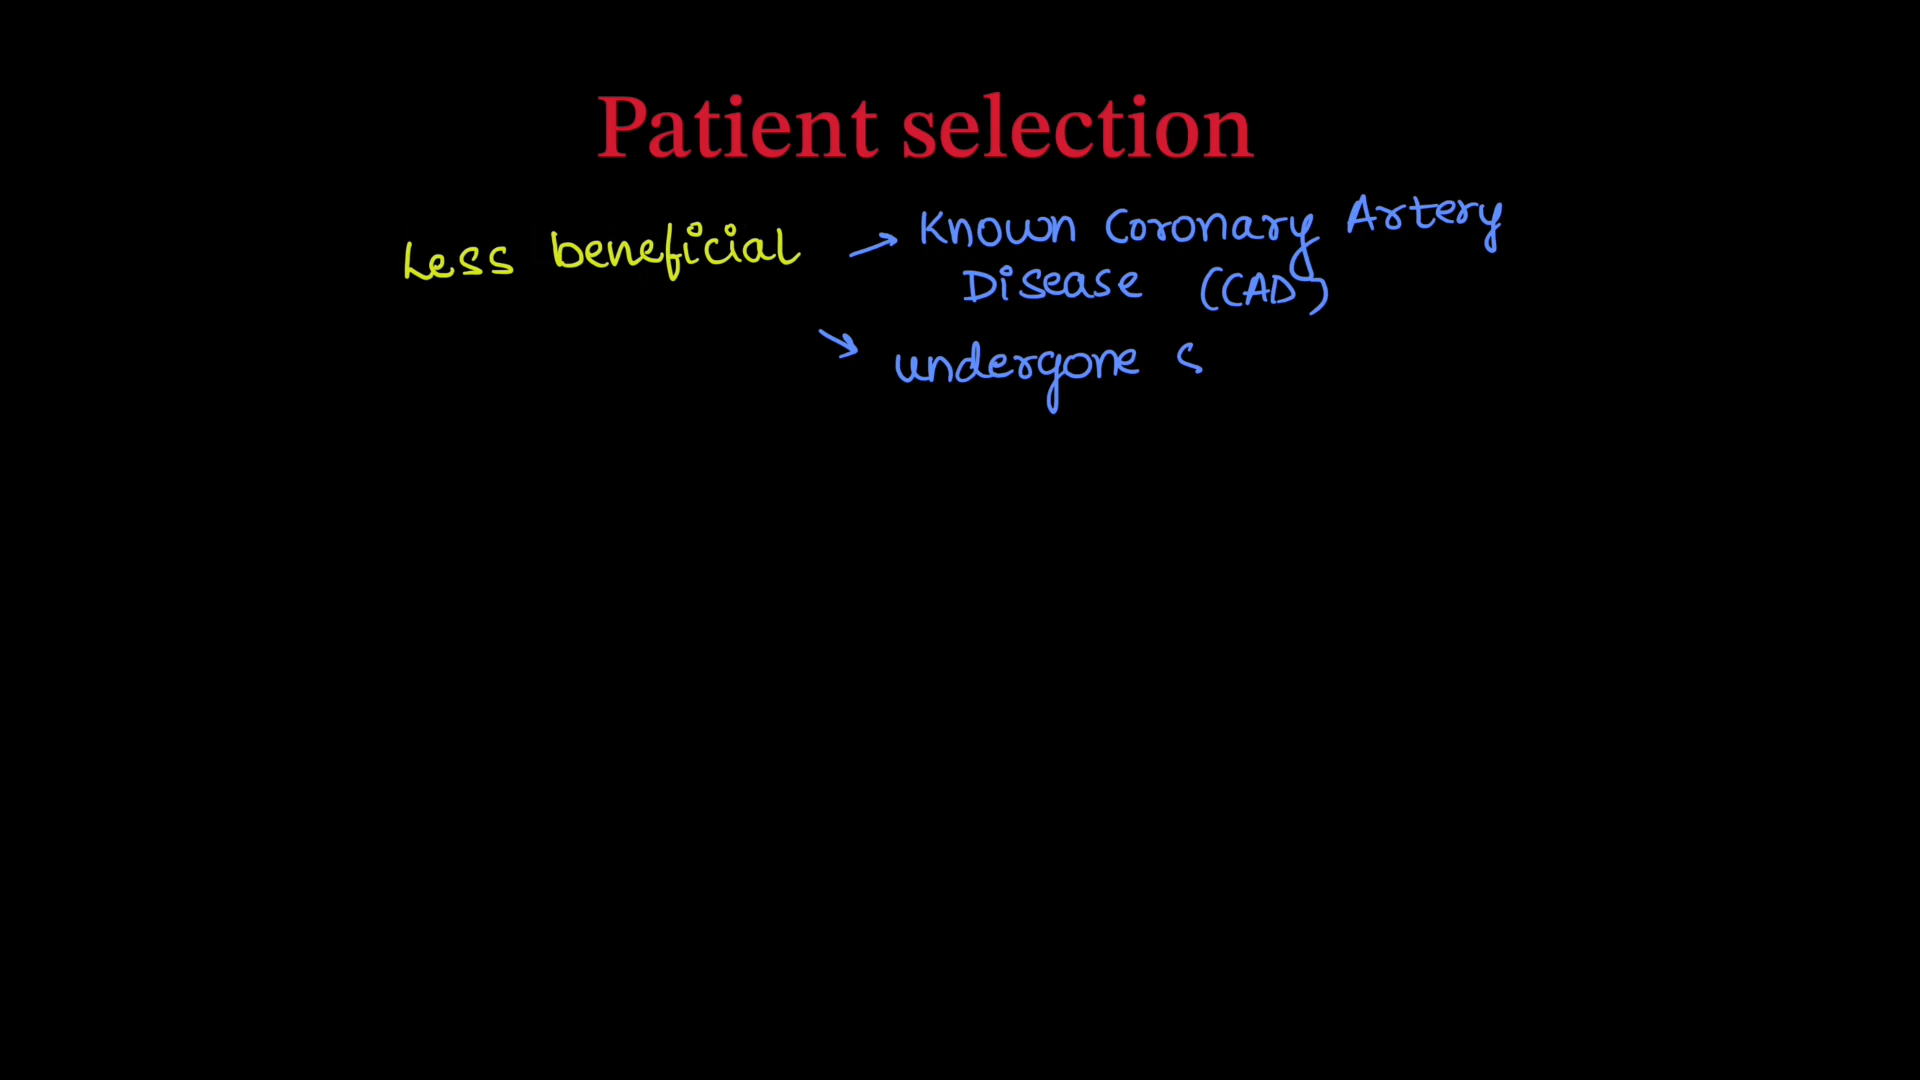 Patient selection
Less beneficial → Known Coronary Artery
Disease (CAD)
↘ undergone s